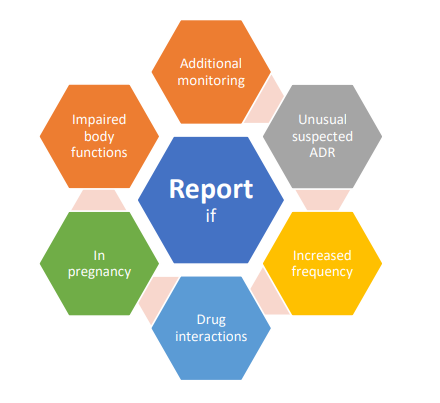 Additional
monitoring
Unusual
suspected
ADR
Increased
frequency
Drug
interactions
In
pregnancy
Impaired
body
functions
Report
if